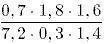 0,7 · 1,8 · 1,6
7,2 · 0,3 · 1,4